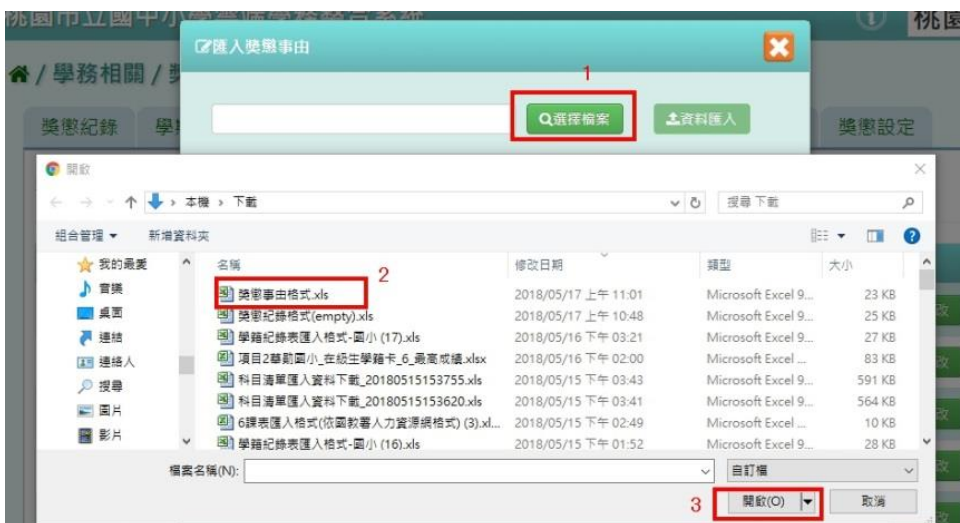 桃園市立國中小學雲端學務整合系統
匯入獎懲事由
1
/ 學務相關 /
獎懲紀錄
選擇檔案
資料匯入
獎懲設定
開啟
本機 > 下載
搜尋 下載
組合管理
新增資料夾
名稱
修改日期
類型
大小
我的最愛
音樂
桌面
連結
連絡人
搜尋
圖片
影片
2
獎懲事由格式.xls 2018/05/17 上午 11:01 Microsoft Excel 9... 23 KB
獎懲紀錄格式(empty).xls 2018/05/17 上午 10:48 Microsoft Excel 9... 25 KB
學籍紀錄表匯入格式-國小 (17).xls 2018/05/16 下午 03:21 Microsoft Excel 9... 27 KB
項目2華勛國小_在級生學籍卡_6_最高成績.xlsx 2018/05/16 下午 02:00 Microsoft Excel ... 83 KB
科目清單匯入資料下載_20180515153755.xls 2018/05/15 下午 03:43 Microsoft Excel 9... 591 KB
科目清單匯入資料下載_20180515153620.xls 2018/05/15 下午 03:41 Microsoft Excel 9... 564 KB
6課表匯入格式(依國教署人力資源網格式) (3).xl... 2018/05/15 下午 02:49 Microsoft Excel ... 10 KB
學籍紀錄表匯入格式-國小 (16).xls 2018/05/15 下午 01:52 Microsoft Excel 9... 28 KB
檔案名稱(N):
自訂檔
3
開啟(O)
取消